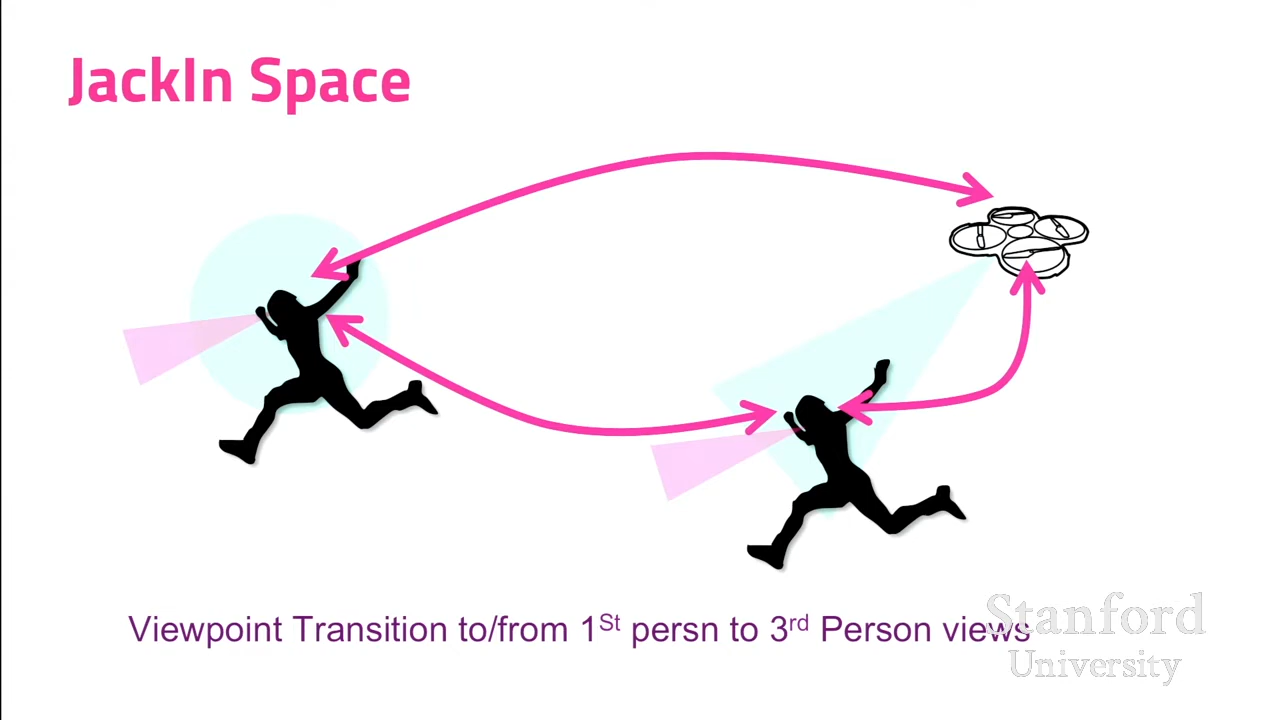 JackIn Space
Viewpoint Transition to/from 1St persn to 3rd Person views
Stanford
University